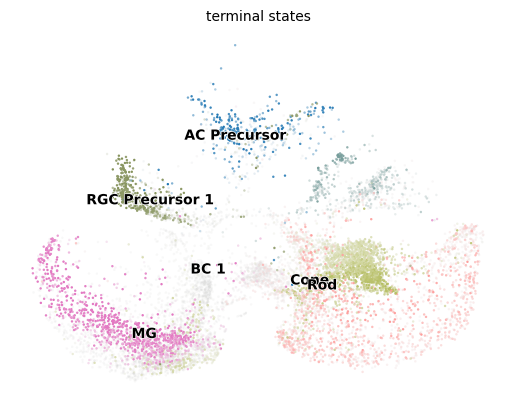 terminal states
AC Precursor
RGC Precursor 1
BC 1
Cone
Rod
MG